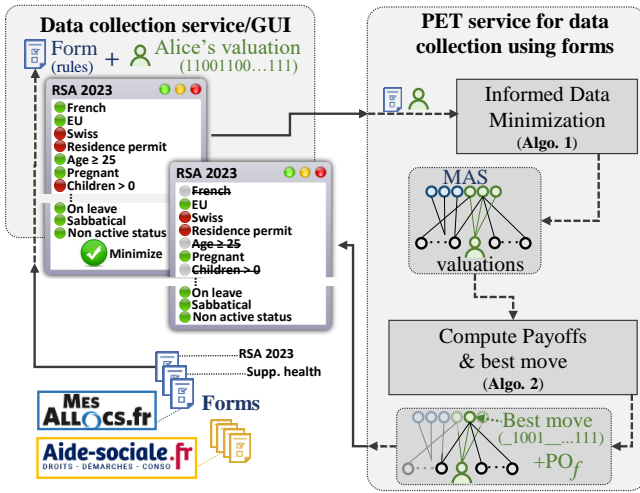 Data collection service/GUI
Form
(rules)
+
Alice's valuation
(11001100…111)
RSA 2023
French
EU
Swiss
Residence permit
Age ≥ 25
Pregnant
Children > 0
⋮
On leave
Sabbatical
Non active status
Minimize
RSA 2023
French
EU
Swiss
Residence permit
Age ≥ 25
Pregnant
Children > 0
⋮
On leave
Sabbatical
Non active status
RSA 2023
Supp. health
Forms
MES
ALLOCS.fr
Aide-sociale.fr
DROITS - DÉMARCHES - CONSO
PET service for data
collection using forms
Informed Data
Minimization
(Algo. 1)
MAS
valuations
Compute Payoffs
& best move
(Algo. 2)
Best move
(_1001__...111)
+POf